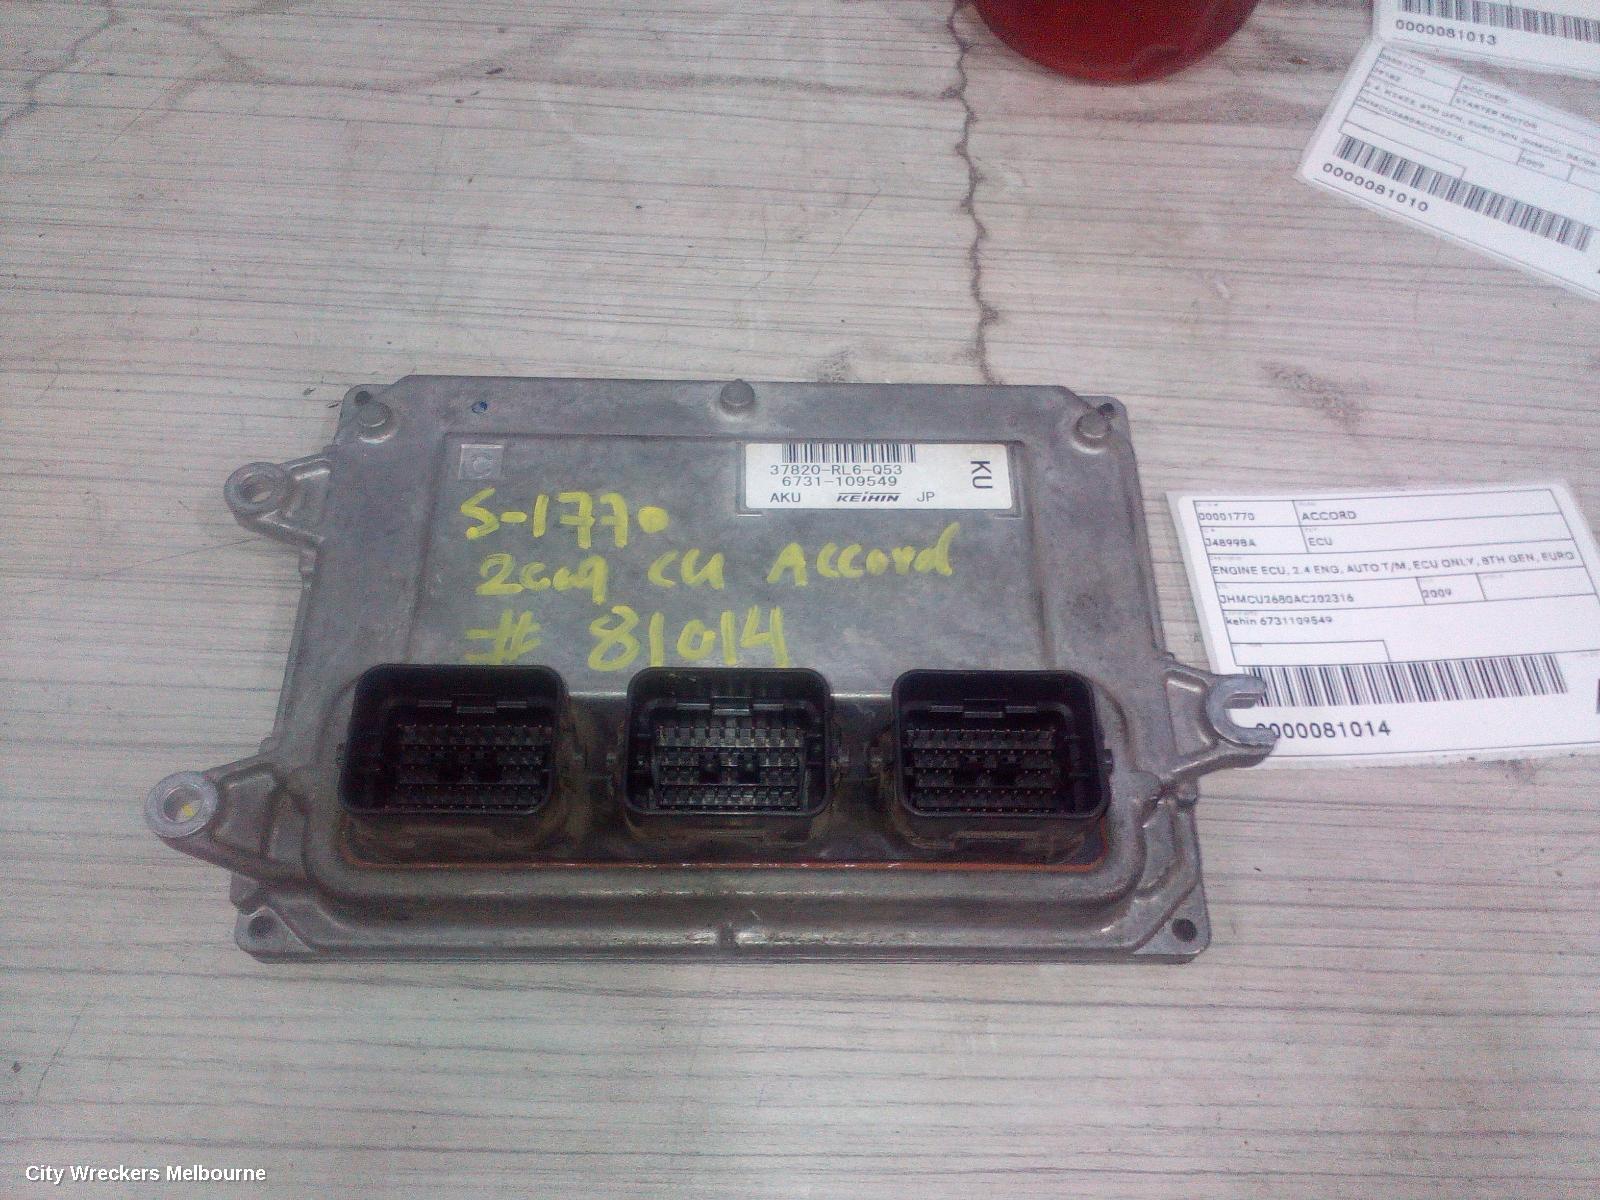 0000081013
ACCORD
STARTER MOTOR
0000081010
C
37820-RL6-Q53
6731-109549
AKU KEIHIN JP
KU
S-1770
2009 CU Accord
# 81014
00001770 ACCORD
J4899BA ECU
ENGINE ECU, 2.4 ENG, AUTO T/M, ECU ONLY, 8TH GEN, EURO
JHMCU2680AC202316 2009
kehin 6731109549
0000081014
City Wreckers Melbourne